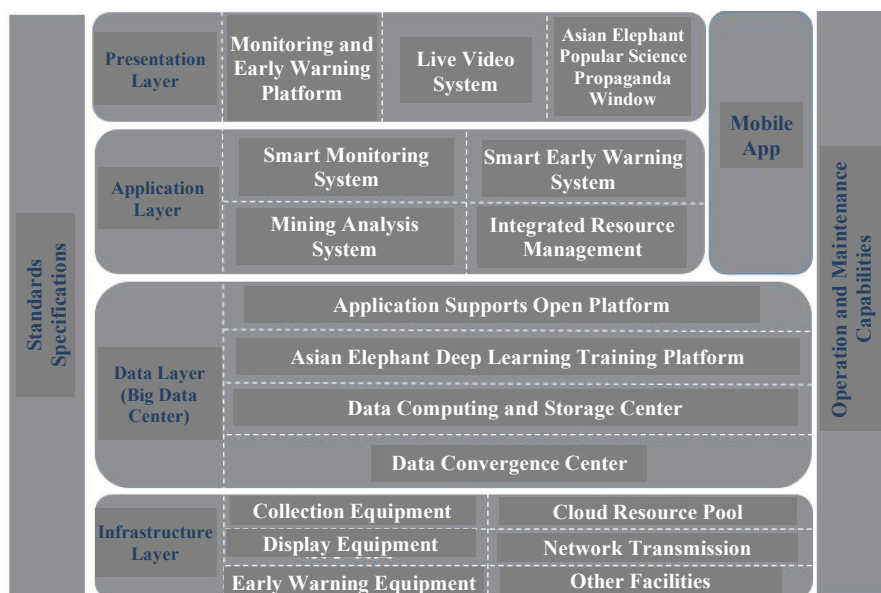 Standards
Specifications
Presentation
Layer
Monitoring and
Early Warning
Platform
Live Video
System
Asian Elephant
Popular Science
Propaganda
Window
Mobile
App
Operation and Maintenance
Capabilities
Application
Layer
Smart Monitoring
System
Smart Early Warning
System
Mining Analysis
System
Integrated Resource
Management
Data Layer
(Big Data
Center)
Application Supports Open Platform
Asian Elephant Deep Learning Training Platform
Data Computing and Storage Center
Data Convergence Center
Infrastructure
Layer
Collection Equipment
Cloud Resource Pool
Display Equipment
Network Transmission
Early Warning Equipment
Other Facilities